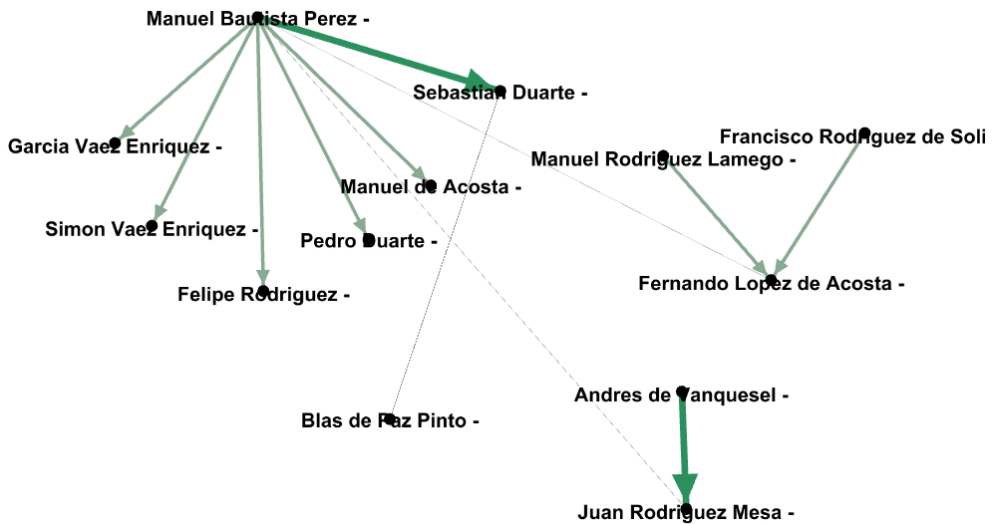 Manuel Bautista Perez -
Sebastian Duarte -
Francisco Rodriguez de Soli
Garcia Vaez Enriquez -
Manuel Rodriguez Lamego -
Manuel de Acosta -
Simon Vaez Enriquez -
Pedro Duarte -
Fernando Lopez de Acosta -
Felipe Rodriguez -
Andres de Vanquesel -
Blas de Paz Pinto -
Juan Rodriguez Mesa -